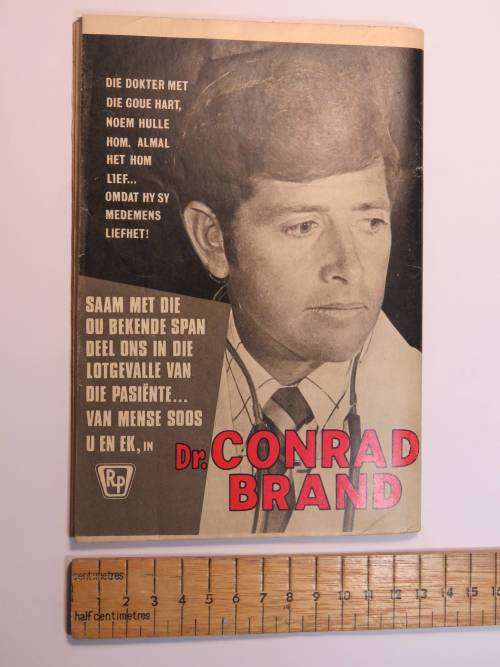 DIE DOKTER MET
DIE GOUE HART,
NOEM HULLE
HOM. ALMAL
HET HOM
LIEF...
OMDAT HY SY
MEDEMENS
LIEFHET!
SAAM MET DIE
OU BEKENDE SPAN
DEEL ONS IN DIE
LOTGEVALLE VAN
DIE PASIËNTE...
VAN MENSE SOOS
U EN EK, IN
Dr. CONRAD
BRAND
Rp
centimetres
1 2 3 4 5 6 7 8 9 10 11 12 13 14 15 16
half centimetres